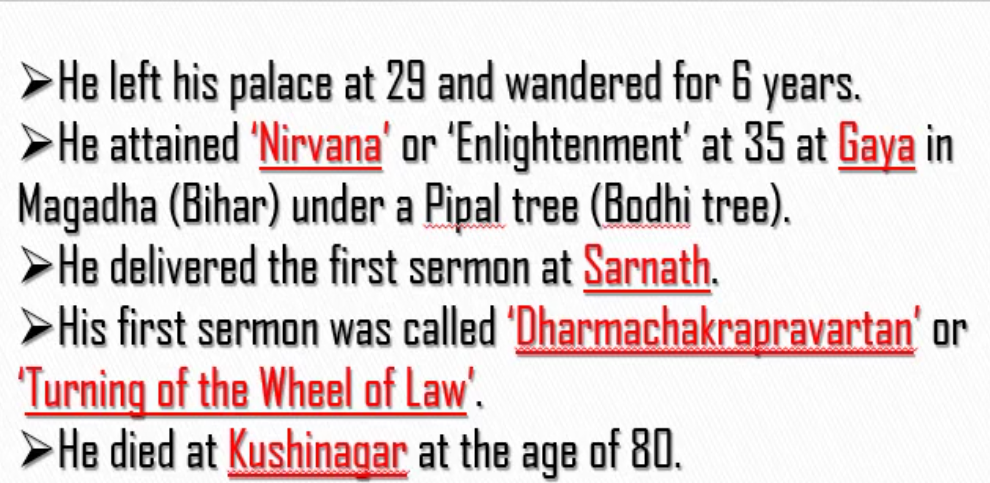 ➢He left his palace at 29 and wandered for 6 years.
➢He attained ‘Nirvana’ or ‘Enlightenment’ at 35 at Gaya in
Magadha (Bihar) under a Pipal tree (Bodhi tree).
➢He delivered the first sermon at Sarnath.
➢His first sermon was called ‘Dharmachakrapravartan’ or
‘Turning of the Wheel of Law’.
➢He died at Kushinagar at the age of 80.